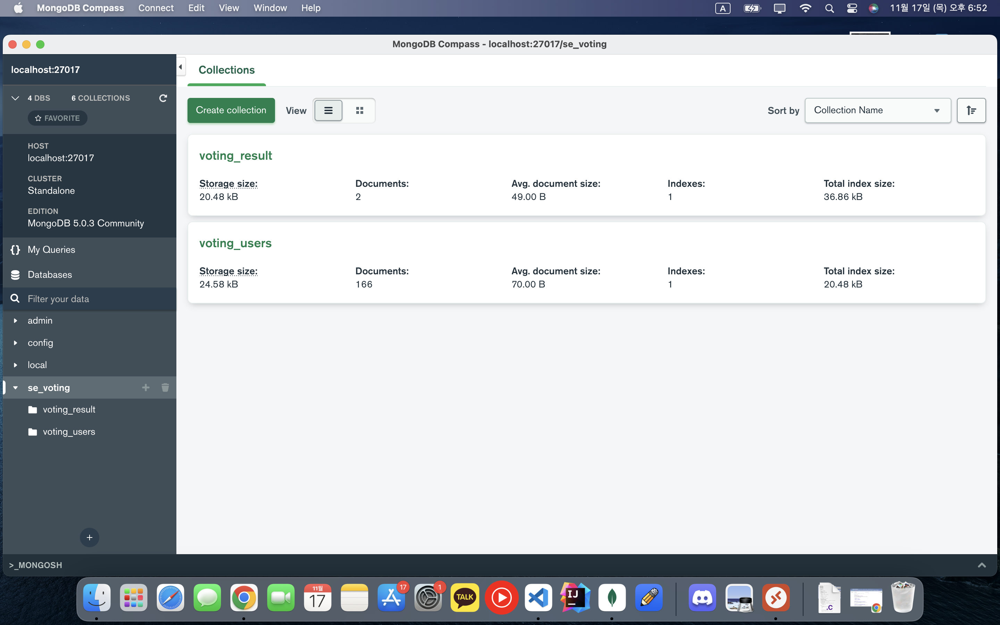 MongoDB Compass Connect Edit View Window Help A 11월 17일 (목) 오후 6:52
MongoDB Compass - localhost:27017/se_voting
localhost:27017
4 DBS 6 COLLECTIONS
FAVORITE
HOST
localhost:27017
CLUSTER
Standalone
EDITION
MongoDB 5.0.3 Community
{} My Queries
Databases
Filter your data
admin
config
local
se_voting
voting_result
voting_users
+
Collections
Create collection View Sort by Collection Name
voting_result
Storage size: Documents: Avg. document size: Indexes: Total index size:
20.48 kB 2 49.00 B 1 36.86 kB
voting_users
Storage size: Documents: Avg. document size: Indexes: Total index size:
24.58 kB 166 70.00 B 1 20.48 kB
>_MONGOSH
11월 17 17 1 TALK IJ .C